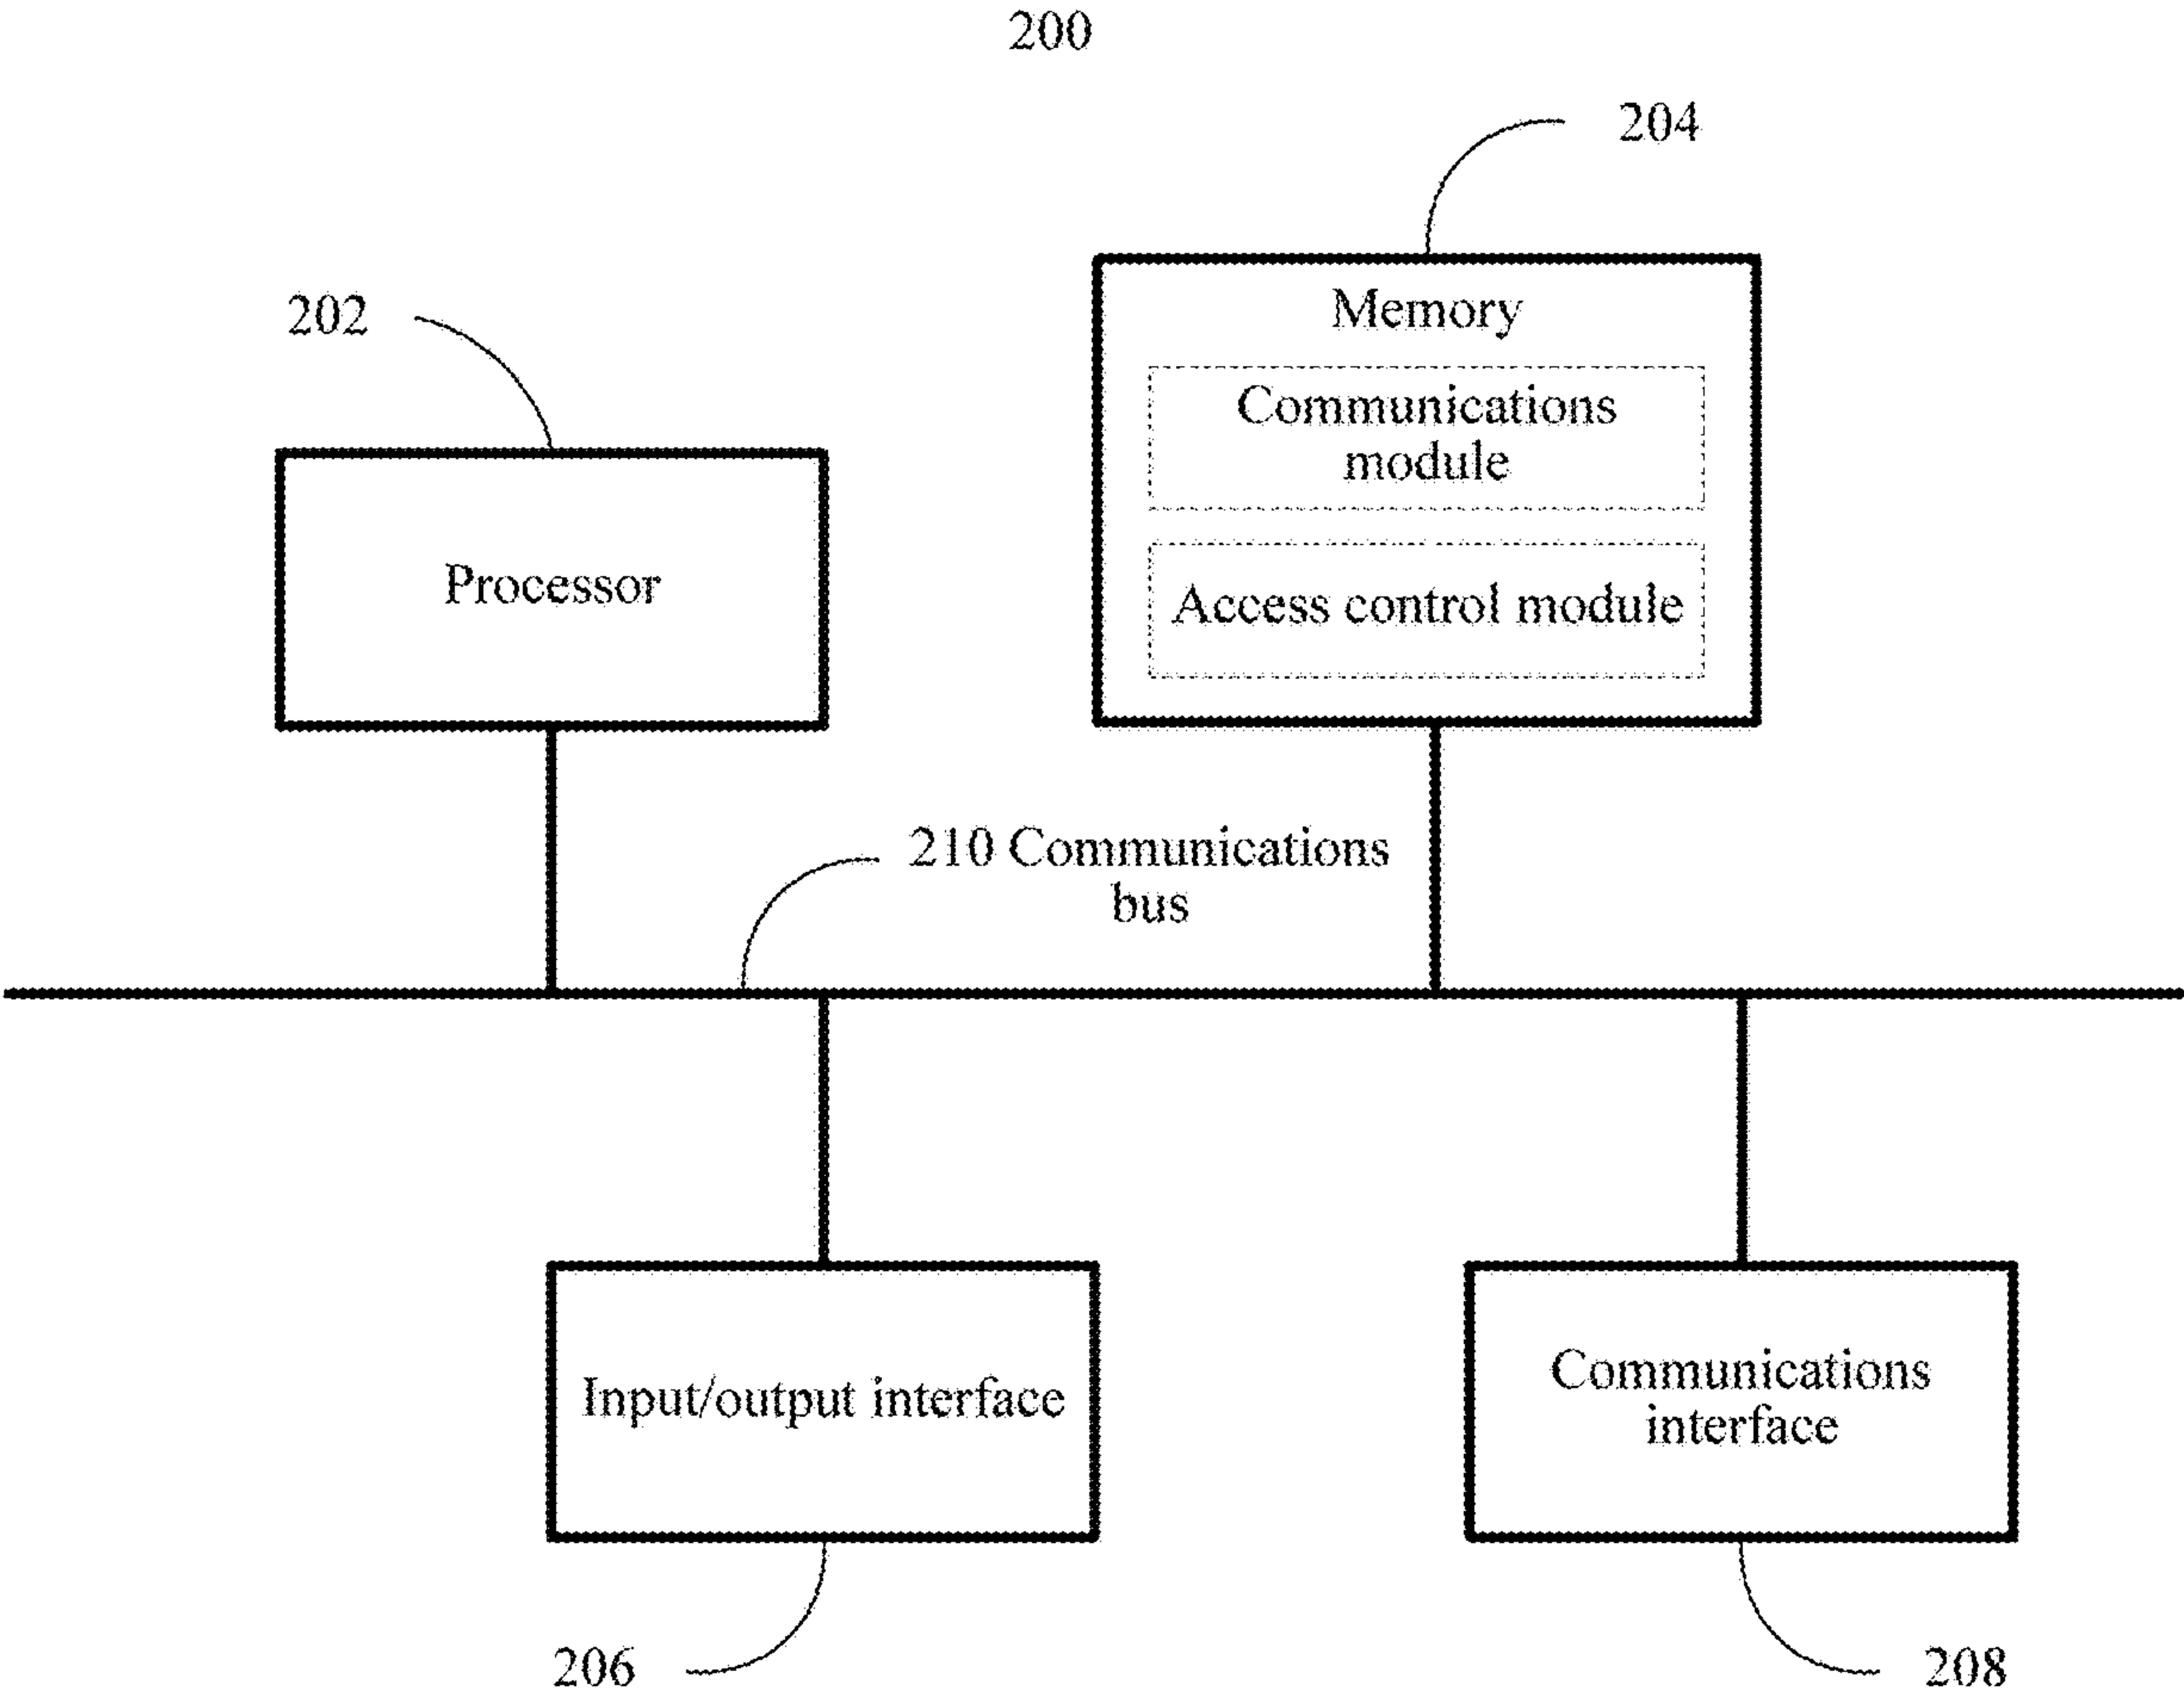 200
204
202
Memory
Communications
module
Processor
Access control module
210 Communications
bus
Input/output interface
Communications
interface
206
208